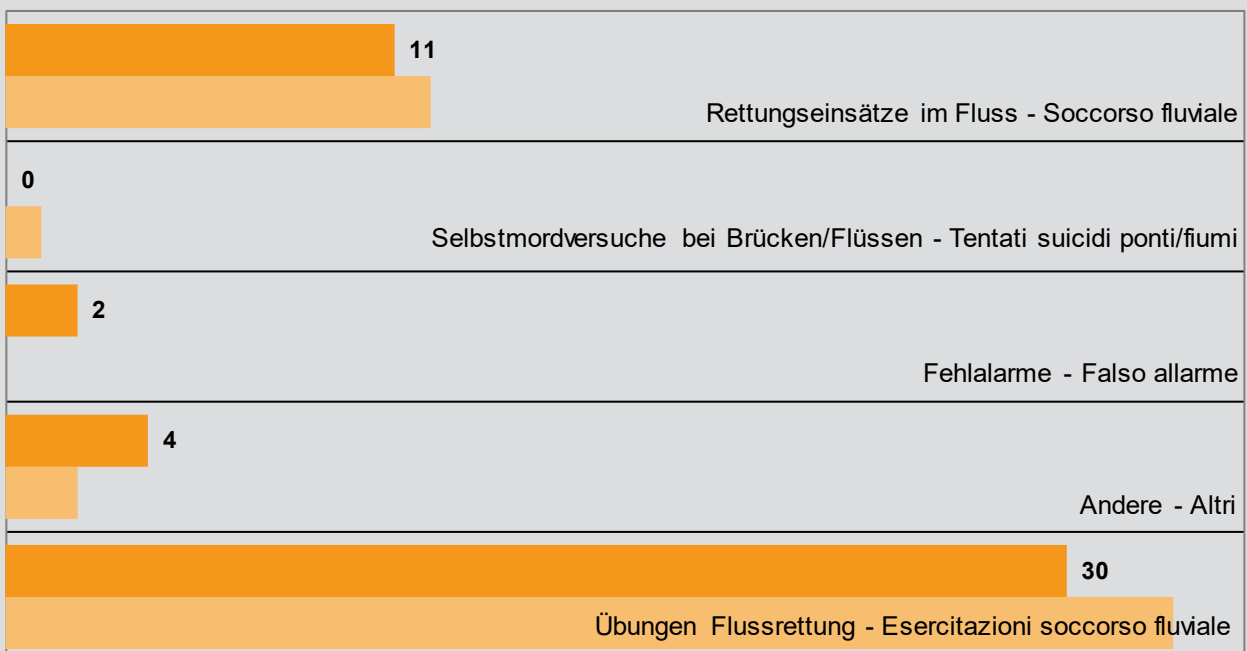 11
Rettungseinsätze im Fluss - Soccorso fluviale
0
Selbstmordversuche bei Brücken/Flüssen - Tentati suicidi ponti/fiumi
2
Fehlalarme - Falso allarme
4
Andere - Altri
30
Übungen Flussrettung - Esercitazioni soccorso fluviale